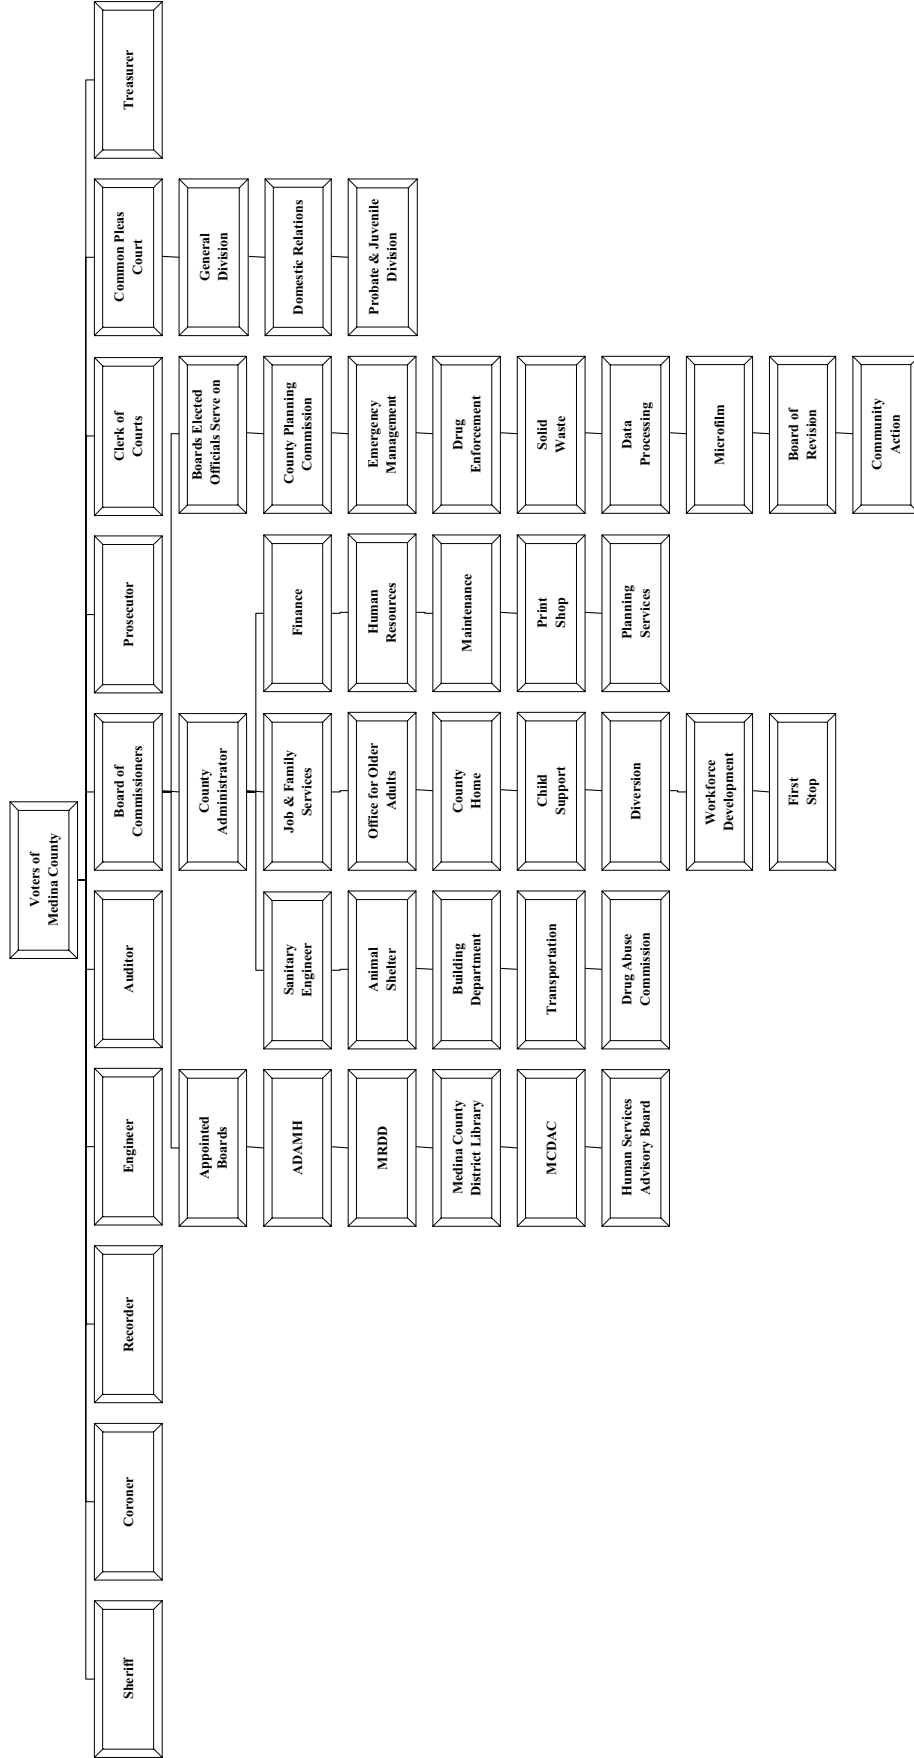 Voters of
Medina County
Sheriff
Coroner
Recorder
Engineer
Auditor
Board of
Commissioners
Prosecutor
Clerk of
Courts
Common Pleas
Court
Treasurer
Appointed
Boards
County
Administrator
Boards Elected
Officials Serve on
General
Division
ADAMH
Sanitary
Engineer
Job & Family
Services
Finance
County Planning
Commission
Domestic Relations
MRDD
Animal
Shelter
Office for Older
Adults
Human
Resources
Emergency
Management
Probate & Juvenile
Division
Medina County
District Library
Building
Department
County
Home
Maintenance
Drug
Enforcement
MCDAC
Transportation
Child
Support
Print
Shop
Solid
Waste
Human Services
Advisory Board
Drug Abuse
Commission
Diversion
Planning
Services
Data
Processing
Workforce
Development
Microfilm
First
Stop
Board of
Revision
Community
Action